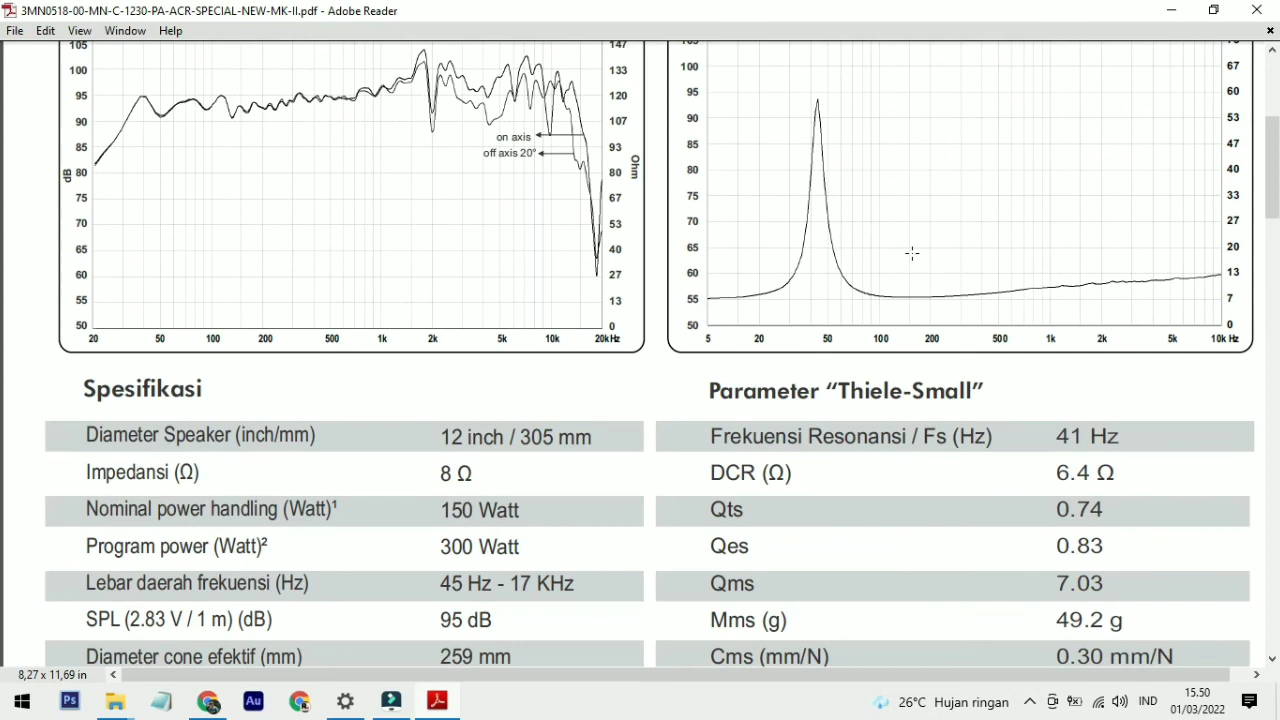 3MN0518-00-MN-C-1230-PA-ACR-SPECIAL-NEW-MK-II.pdf - Adobe Reader
File Edit View Window Help
105 147
100 133
95 120
90 107
85 93
80 80
75 67
70 53
65 40
60 27
55 13
50 0
dB
Ohm
on axis
off axis 20°
20 50 100 200 500 1k 2k 5k 10k 20kHz
100 67
95 60
90 53
85 47
80 40
75 33
70 27
65 20
60 13
55 7
50 0
5 20 50 100 200 500 1k 2k 5k 10k Hz
Spesifikasi
Diameter Speaker (inch/mm) 12 inch / 305 mm
Impedansi (Ω) 8 Ω
Nominal power handling (Watt)¹ 150 Watt
Program power (Watt)² 300 Watt
Lebar daerah frekuensi (Hz) 45 Hz - 17 KHz
SPL (2.83 V / 1 m) (dB) 95 dB
Diameter cone efektif (mm) 259 mm
Parameter “Thiele-Small”
Frekuensi Resonansi / Fs (Hz) 41 Hz
DCR (Ω) 6.4 Ω
Qts 0.74
Qes 0.83
Qms 7.03
Mms (g) 49.2 g
Cms (mm/N) 0.30 mm/N
8,27 x 11,69 in
Ps Au
26°C Hujan ringan
IND
15.50
01/03/2022